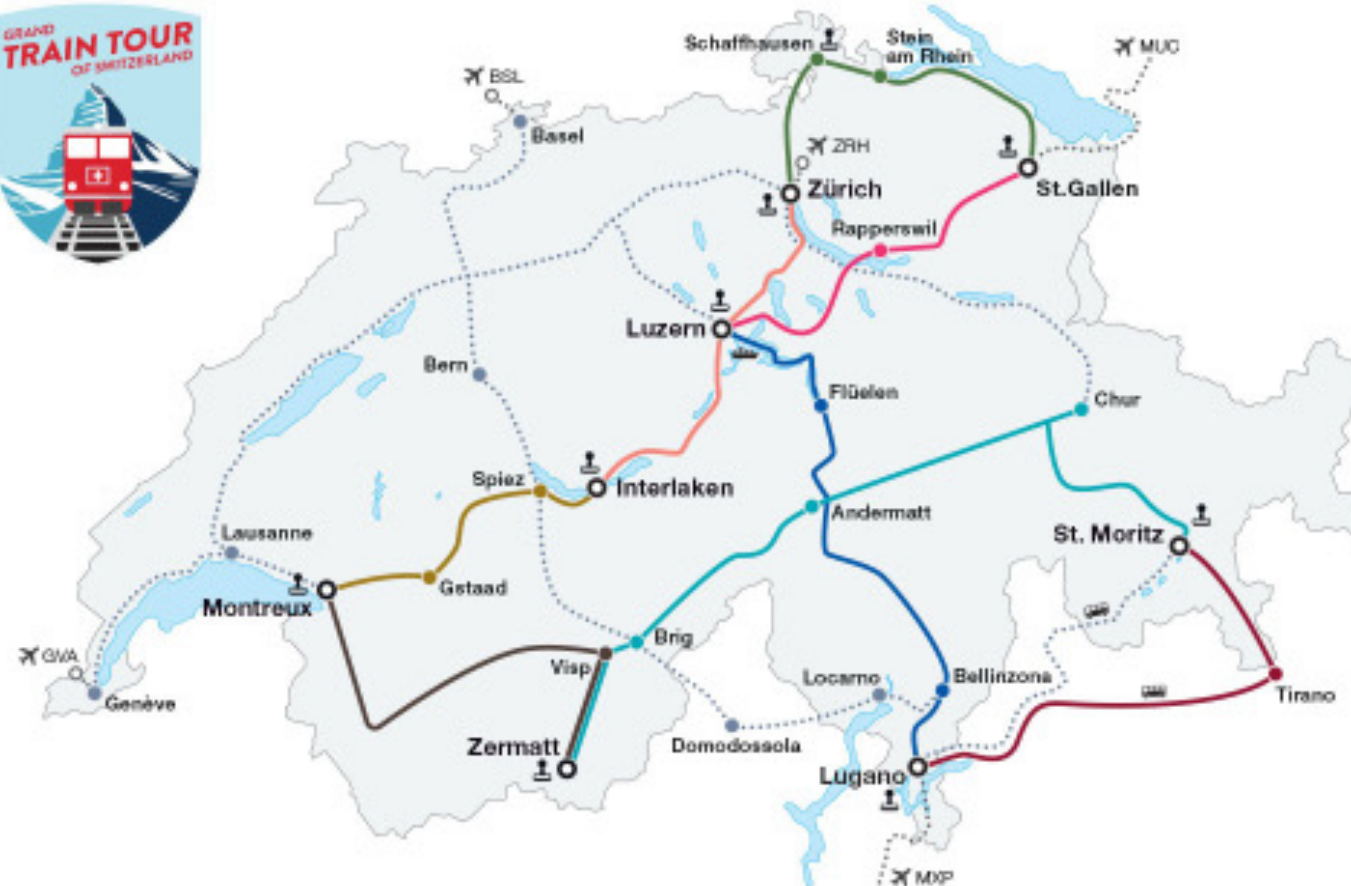 GRAND
TRAIN TOUR
OF SWITZERLAND
Schaffhausen
Stein
am Rhein
MUC
BSL
Basel
ZRH
Zürich
St.Gallen
Rapperswil
Luzern
Bern
Flüelen
Chur
Spiez
Interlaken
Andermatt
Lausanne
St. Moritz
Gstaad
Montreux
Brig
Visp
GVA
Genève
Locarno
Bellinzona
Tirano
Domodossola
Zermatt
Lugano
MXP